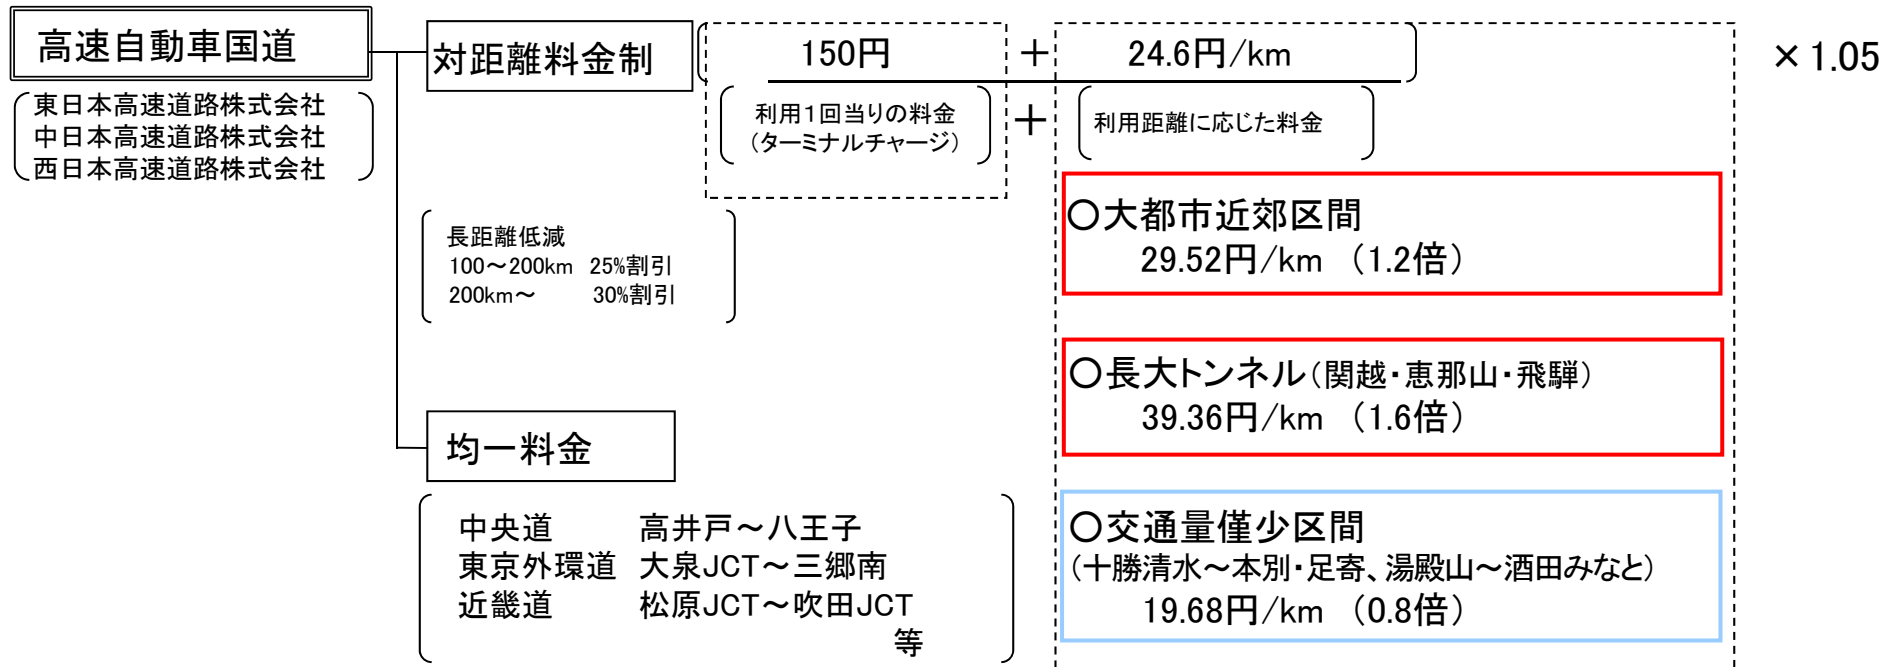 高速自動車国道
東日本高速道路株式会社
中日本高速道路株式会社
西日本高速道路株式会社
対距離料金制
150円 + 24.6円/km
×1.05
利用1回当りの料金
(ターミナルチャージ)
+
利用距離に応じた料金
長距離低減
100~200km 25%割引
200km~ 30%割引
○大都市近郊区間
29.52円/km (1.2倍)
○長大トンネル(関越・恵那山・飛騨)
39.36円/km (1.6倍)
○交通量僅少区間
(十勝清水~本別・足寄、湯殿山~酒田みなと)
19.68円/km (0.8倍)
均一料金
中央道 高井戸~八王子
東京外環道 大泉JCT~三郷南
近畿道 松原JCT~吹田JCT
等